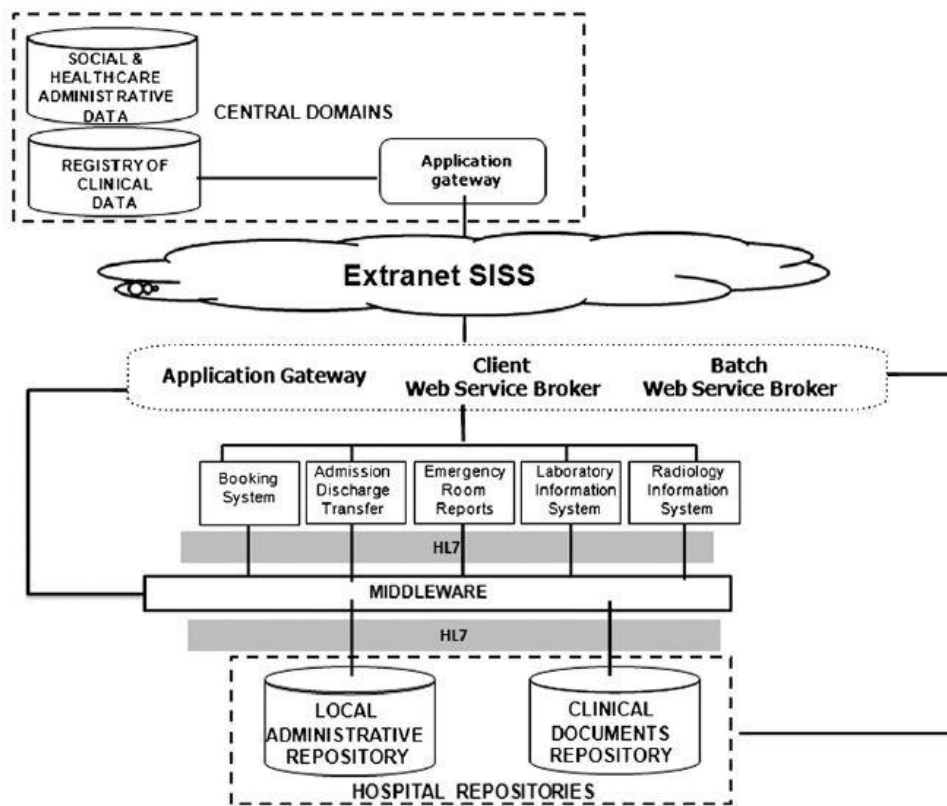 SOCIAL &
HEALTHCARE
ADMINISTRATIVE
DATA
CENTRAL DOMAINS
REGISTRY OF
CLINICAL
DATA
Application
gateway
Extranet SISS
Application Gateway
Client
Web Service Broker
Batch
Web Service Broker
Booking
System
Admission
Discharge
Transfer
Emergency
Room
Reports
Laboratory
Information
System
Radiology
Information
System
HL7
MIDDLEWARE
HL7
LOCAL
ADMINISTRATIVE
REPOSITORY
CLINICAL
DOCUMENTS
REPOSITORY
HOSPITAL REPOSITORIES